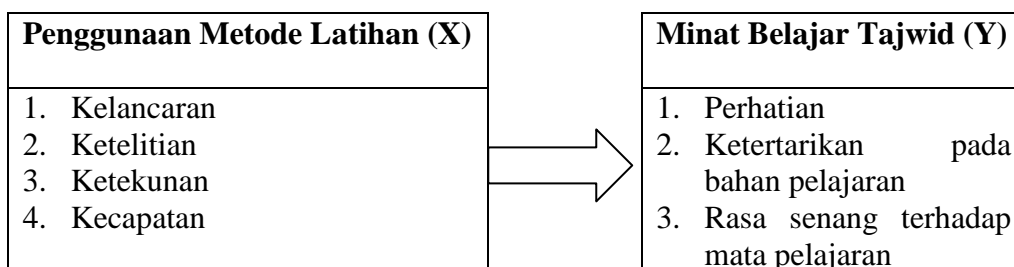 Penggunaan Metode Latihan (X)
1. Kelancaran
2. Ketelitian
3. Ketekunan
4. Kecapatan
Minat Belajar Tajwid (Y)
1. Perhatian
2. Ketertarikan pada
bahan pelajaran
3. Rasa senang terhadap
mata pelajaran